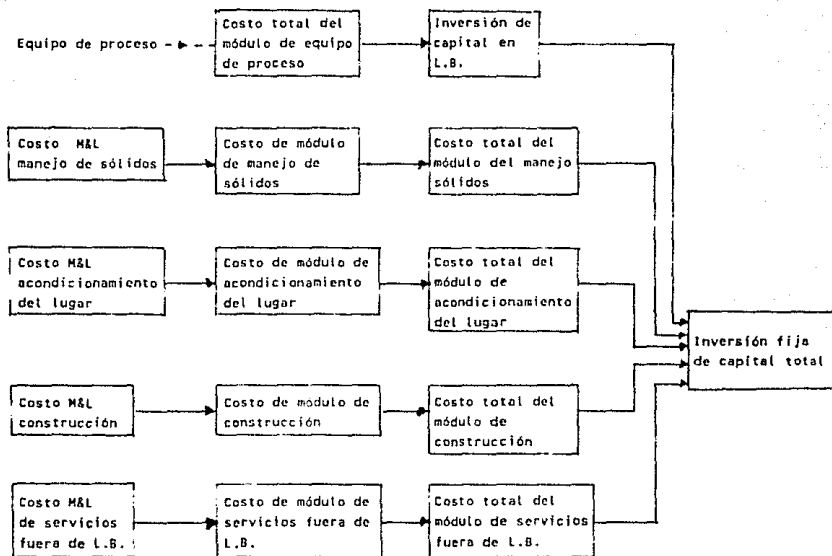 Equipo de proceso
Costo total del
módulo de equipo
de proceso
Inversión de
capital en
L.B.
Costo M&L
manejo de sólidos
Costo de módulo
de manejo de
sólidos
Costo total del
módulo del manejo
sólidos
Costo M&L
acondicionamiento
del lugar
Costo de módulo de
acondicionamiento
del lugar
Costo total del
módulo de
acondicionamiento
del lugar
Inversión fija
de capital total
Costo M&L
construcción
Costo de modulo de
construcción
Costo total del
módulo de
construcción
Costo M&L
de servicios
fuera de L.B.
Costo de módulo de
servicios fuera de
L.B.
Costo total del
módulo de servicios
fuera de L.B.